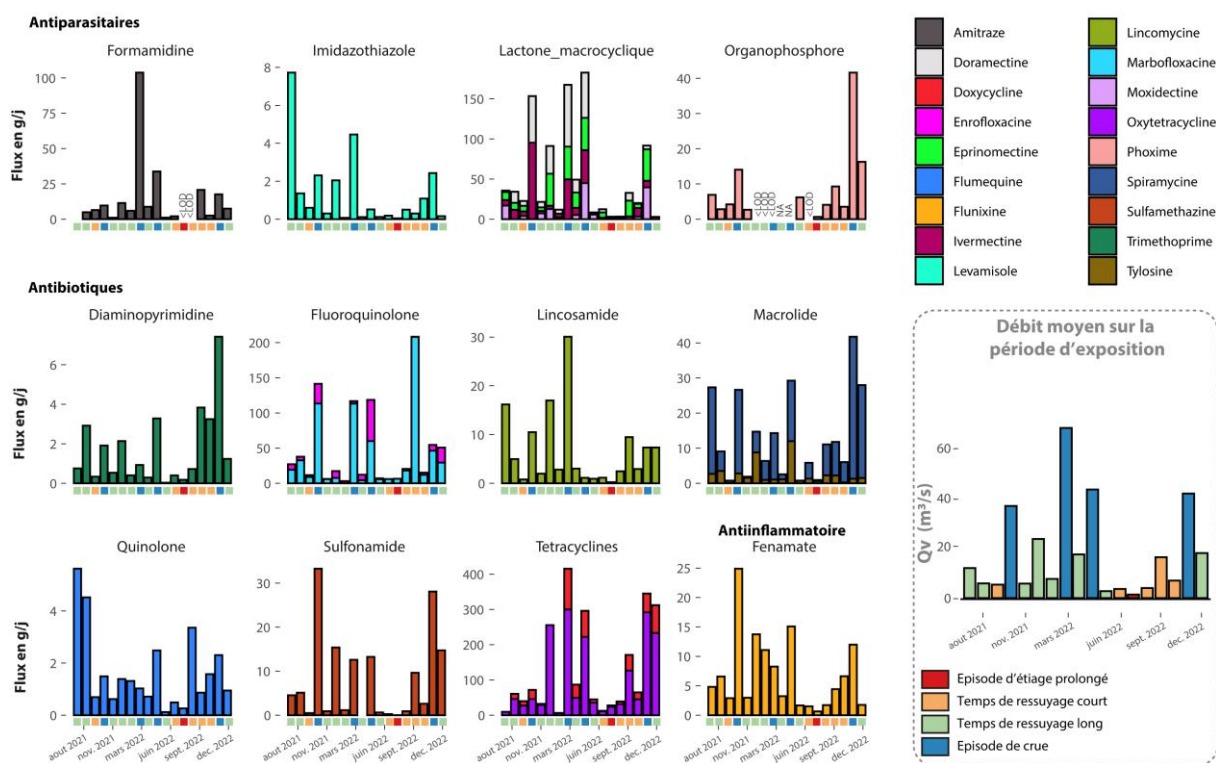 Antiparasitaires
Formamidine
Imidazothiazole
Lactone_macrocyclique
Organophosphore
Flux en g/j
100
75
50
25
0
<LOD
<LOD
8
6
4
2
0
150
100
50
0
40
30
20
10
0
<LOD
<LOD
<LOD
NA
NA
<LOD
Amitraze
Doramectine
Doxycycline
Enrofloxacine
Eprinomectine
Flumequine
Flunixine
Ivermectine
Levamisole
Lincomycine
Marbofloxacine
Moxidectine
Oxytetracycline
Phoxime
Spiramycine
Sulfamethazine
Trimethoprime
Tylosine
Antibiotiques
Diaminopyrimidine
Fluoroquinolone
Lincosamide
Macrolide
Flux en g/j
6
4
2
0
200
150
100
50
0
30
20
10
0
40
30
20
10
0
Antiinflammatoire
Quinolone
Sulfonamide
Tetracyclines
Fenamate
Flux en g/j
4
2
0
30
20
10
0
400
300
200
100
0
25
20
15
10
5
0
aout 2021
nov. 2021
mars 2022
juin 2022
sept. 2022
dec. 2022
aout 2021
nov. 2021
mars 2022
juin 2022
sept. 2022
dec. 2022
aout 2021
nov. 2021
mars 2022
juin 2022
sept. 2022
dec. 2022
aout 2021
nov. 2021
mars 2022
juin 2022
sept. 2022
dec. 2022
Débit moyen sur la
période d’exposition
Qv (m³/s)
60
40
20
0
aout 2021
nov. 2021
mars 2022
juin 2022
sept. 2022
dec. 2022
Episode d’étiage prolongé
Temps de ressuyage court
Temps de ressuyage long
Episode de crue